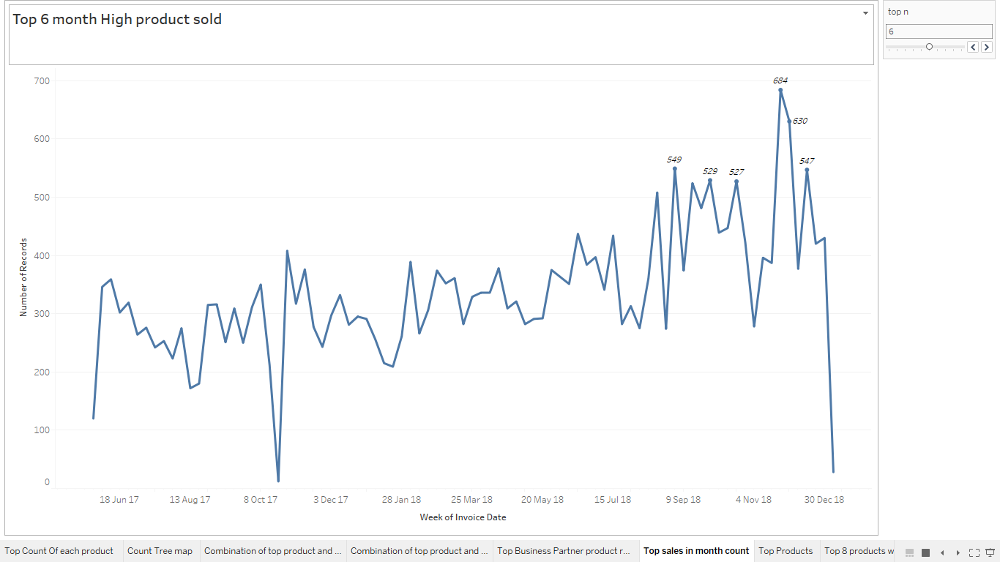 Top 6 month High product sold
top n
6
700
600
500
400
300
200
100
0
Number of Records
684
630
549
547
529
527
18 Jun 17
13 Aug 17
8 Oct 17
3 Dec 17
28 Jan 18
25 Mar 18
20 May 18
15 Jul 18
9 Sep 18
4 Nov 18
30 Dec 18
Week of Invoice Date
Top Count Of each product
Count Tree map
Combination of top product and ...
Combination of top product and ...
Top Business Partner product r...
Top sales in month count
Top Products
Top 8 products w